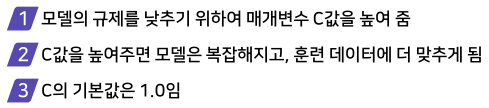 1 모델의 규제를 낮추기 위하여 매개변수 C값을 높여 줌
2 C값을 높여주면 모델은 복잡해지고, 훈련 데이터에 더 맞추게 됨
3 C의 기본값은 1.0임